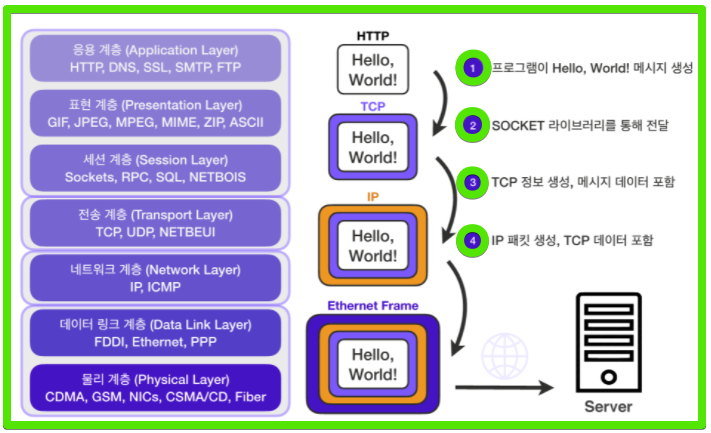 응용 계층 (Application Layer)
HTTP, DNS, SSL, SMTP, FTP
표현 계층 (Presentation Layer)
GIF, JPEG, MPEG, MIME, ZIP, ASCII
세션 계층 (Session Layer)
Sockets, RPC, SQL, NETBOIS
전송 계층 (Transport Layer)
TCP, UDP, NETBEUI
네트워크 계층 (Network Layer)
IP, ICMP
데이터 링크 계층 (Data Link Layer)
FDDI, Ethernet, PPP
물리 계층 (Physical Layer)
CDMA, GSM, NICs, CSMA/CD, Fiber
HTTP
Hello,
World!
TCP
Hello,
World!
IP
Hello,
World!
Ethernet Frame
Hello,
World!
1 프로그램이 Hello, World! 메시지 생성
2 SOCKET 라이브러리를 통해 전달
3 TCP 정보 생성, 메시지 데이터 포함
4 IP 패킷 생성, TCP 데이터 포함
Server